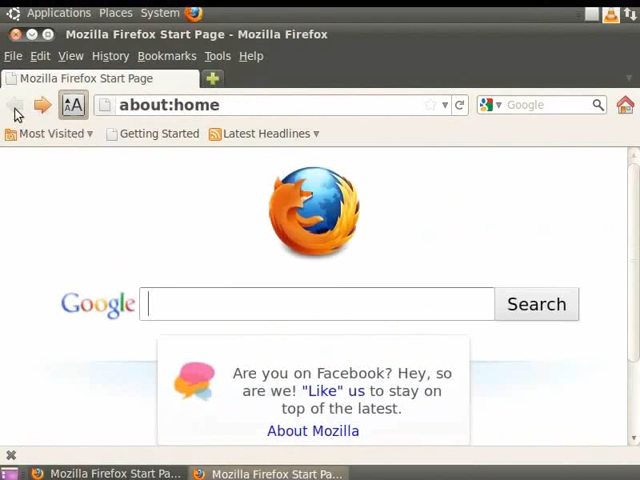 Applications Places System
Mozilla Firefox Start Page - Mozilla Firefox
File Edit View History Bookmarks Tools Help
Mozilla Firefox Start Page
AA about:home Google
Most Visited Getting Started Latest Headlines
Google Search
Are you on Facebook? Hey, so
are we! "Like" us to stay on
top of the latest.
About Mozilla
Mozilla Firefox Start Pa... Mozilla Firefox Start Pa...